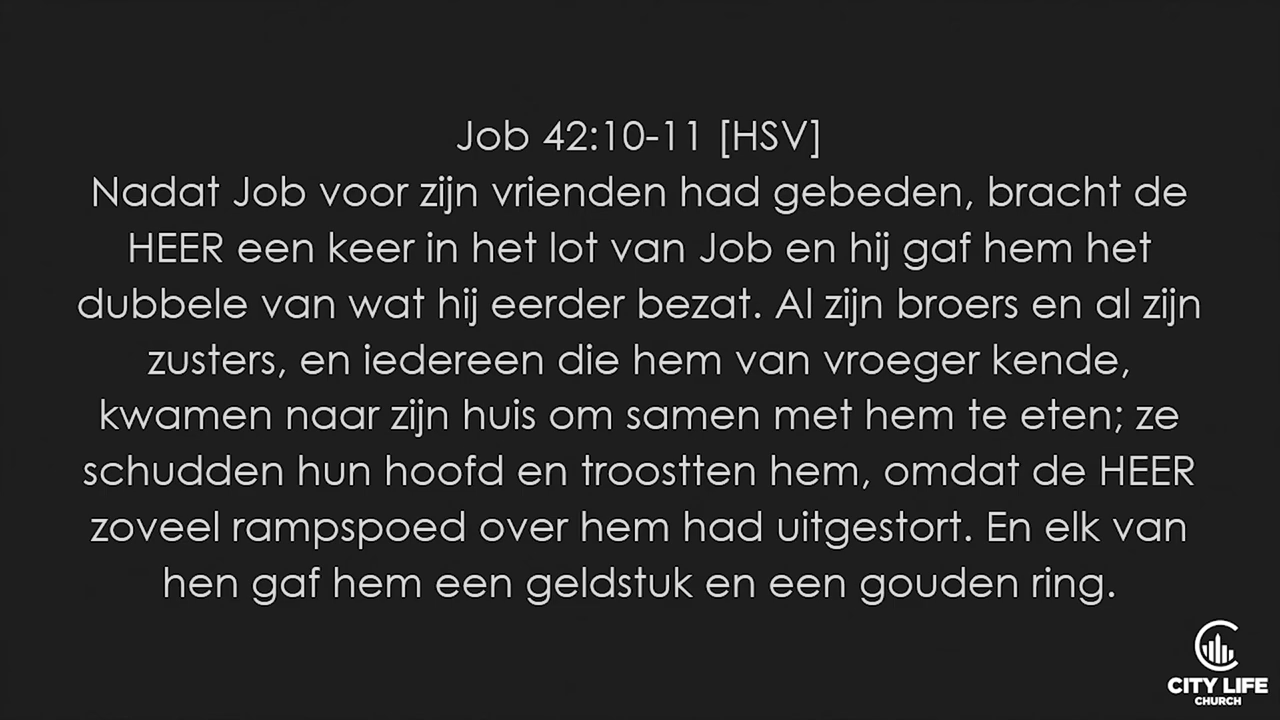 Job 42:10-11 [HSV]
Nadat Job voor zijn vrienden had gebeden, bracht de
HEER een keer in het lot van Job en hij gaf hem het
dubbele van wat hij eerder bezat. Al zijn broers en al zijn
zusters, en iedereen die hem van vroeger kende,
kwamen naar zijn huis om samen met hem te eten; ze
schudden hun hoofd en troostten hem, omdat de HEER
zoveel rampspoed over hem had uitgestort. En elk van
hen gaf hem een geldstuk en een gouden ring.
CITY LIFE
CHURCH